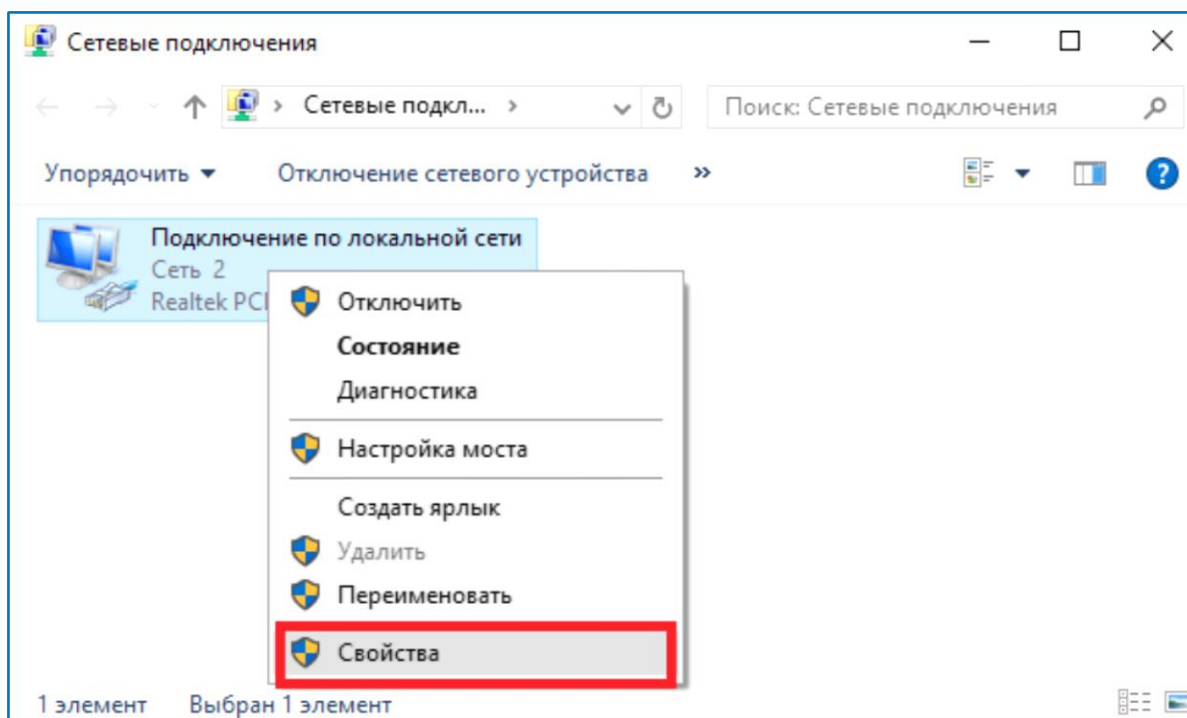 Сетевые подключения
Сетевые подкл...
Поиск: Сетевые подключения
Упорядочить
Отключение сетевого устройства
»
Подключение по локальной сети
Сеть 2
Realtek PCI
Отключить
Состояние
Диагностика
Настройка моста
Создать ярлык
Удалить
Переименовать
Свойства
1 элемент
Выбран 1 элемент